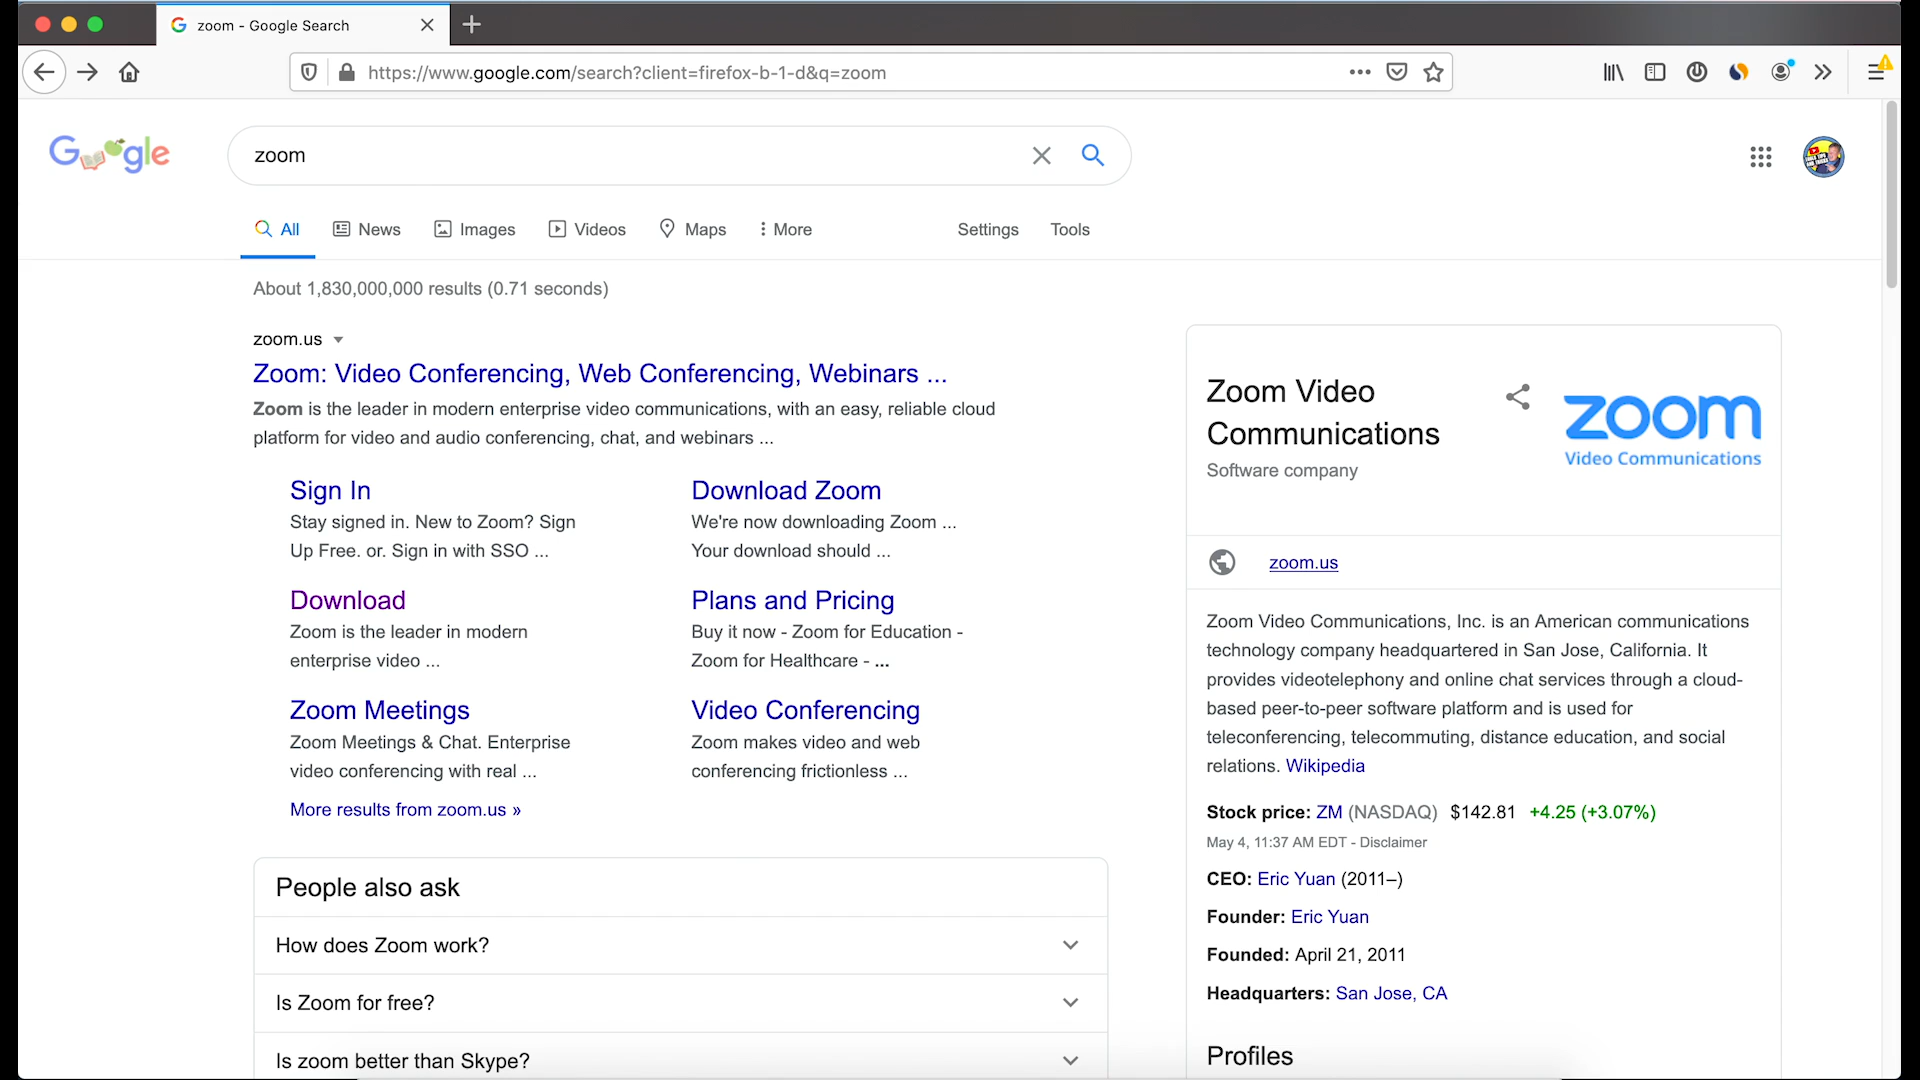 zoom - Google Search
https://www.google.com/search?client=firefox-b-1-d&q=zoom
Google
zoom
All
News
Images
Videos
Maps
More
Settings
Tools
About 1,830,000,000 results (0.71 seconds)
zoom.us
Zoom: Video Conferencing, Web Conferencing, Webinars ...
Zoom is the leader in modern enterprise video communications, with an easy, reliable cloud
platform for video and audio conferencing, chat, and webinars ...
Sign In
Stay signed in. New to Zoom? Sign
Up Free. or. Sign in with SSO ...
Download Zoom
We're now downloading Zoom ...
Your download should ...
Download
Zoom is the leader in modern
enterprise video ...
Plans and Pricing
Buy it now - Zoom for Education -
Zoom for Healthcare - ...
Zoom Meetings
Zoom Meetings & Chat. Enterprise
video conferencing with real ...
Video Conferencing
Zoom makes video and web
conferencing frictionless ...
More results from zoom.us »
People also ask
How does Zoom work?
Is Zoom for free?
Is zoom better than Skype?
Zoom Video
Communications
Software company
zoom
Video Communications
zoom.us
Zoom Video Communications, Inc. is an American communications
technology company headquartered in San Jose, California. It
provides videotelephony and online chat services through a cloud-
based peer-to-peer software platform and is used for
teleconferencing, telecommuting, distance education, and social
relations. Wikipedia
Stock price: ZM (NASDAQ) $142.81 +4.25 (+3.07%)
May 4, 11:37 AM EDT - Disclaimer
CEO: Eric Yuan (2011–)
Founder: Eric Yuan
Founded: April 21, 2011
Headquarters: San Jose, CA
Profiles